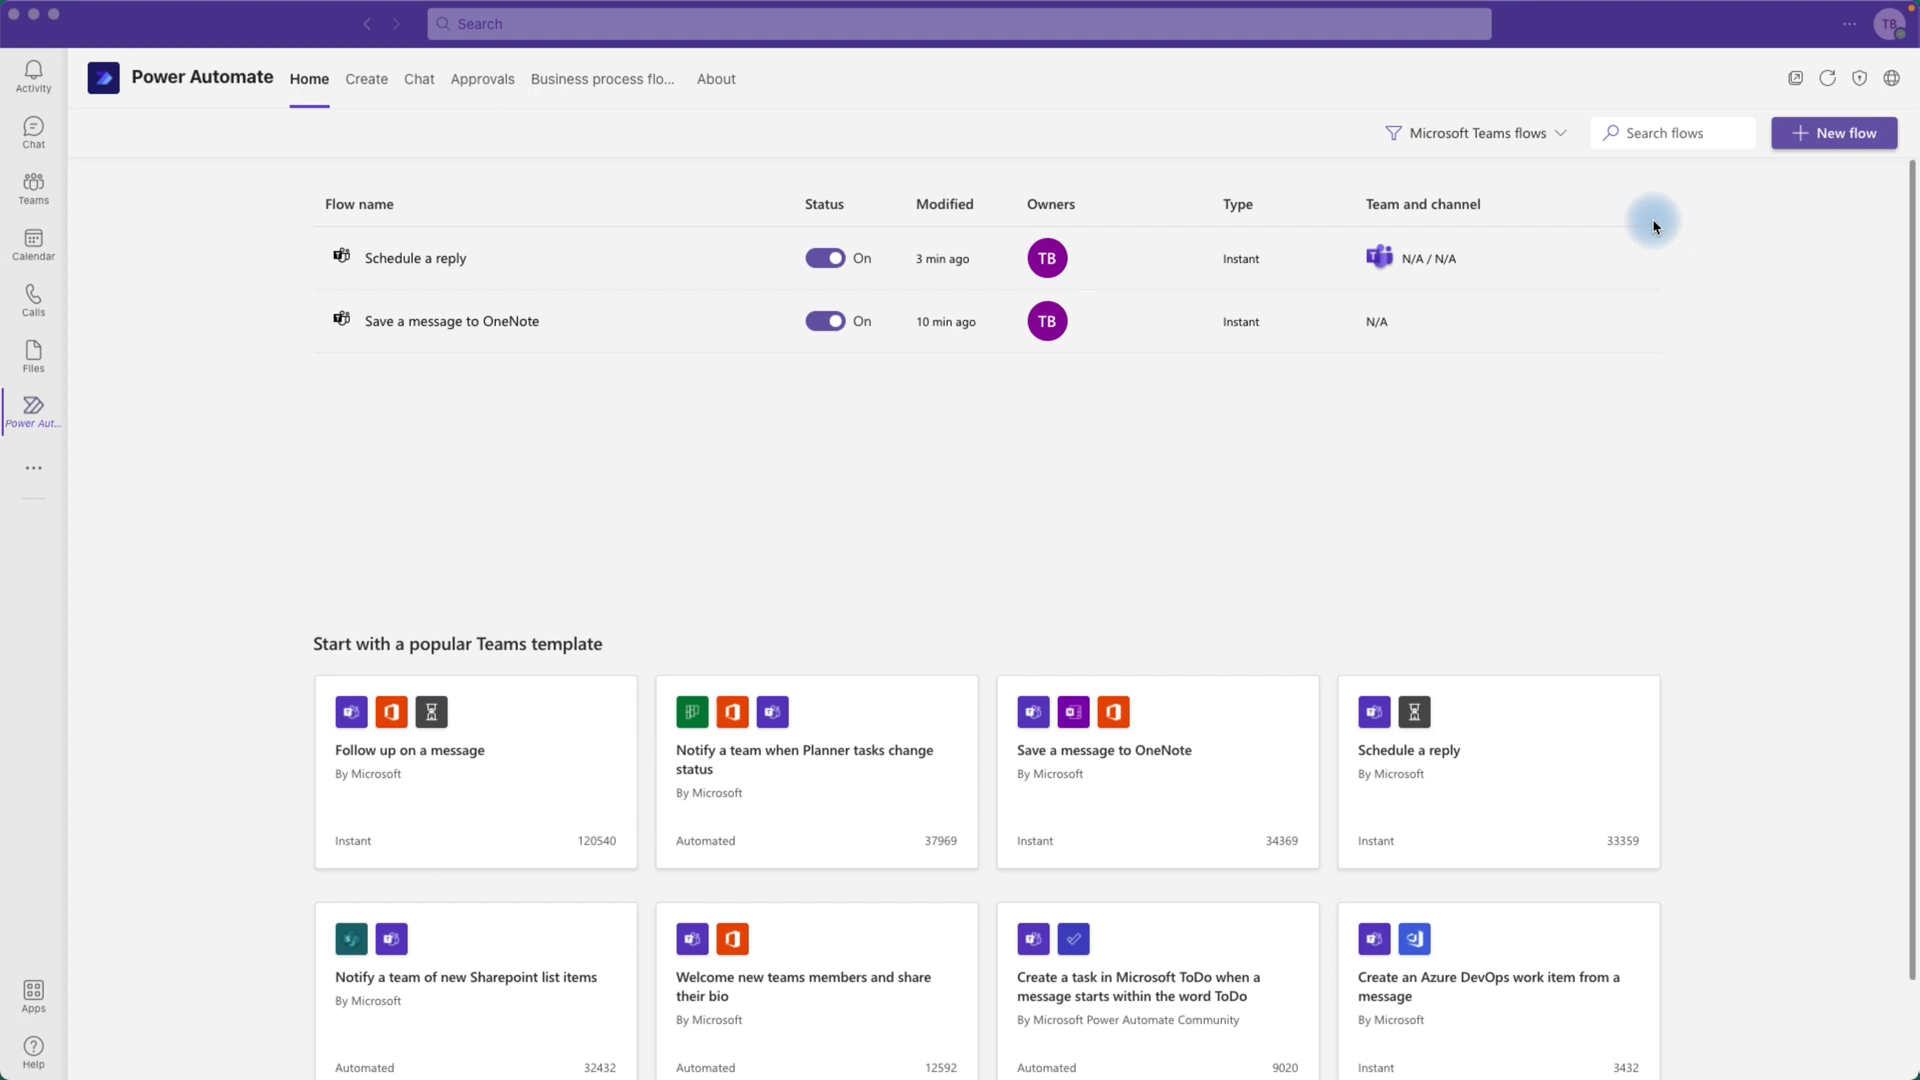 Search
TB
Activity
Chat
Teams
Calendar
Calls
Files
Power Aut...
Apps
Help
Power Automate
Home
Create
Chat
Approvals
Business process flo...
About
Microsoft Teams flows
Search flows
New flow
Flow name
Status
Modified
Owners
Type
Team and channel
Schedule a reply
On
3 min ago
TB
Instant
N/A / N/A
Save a message to OneNote
On
10 min ago
TB
Instant
N/A
Start with a popular Teams template
Follow up on a message
By Microsoft
Instant
120540
Notify a team when Planner tasks change
status
By Microsoft
Automated
37969
Save a message to OneNote
By Microsoft
Instant
34369
Schedule a reply
By Microsoft
Instant
33359
Notify a team of new Sharepoint list items
By Microsoft
Automated
32432
Welcome new teams members and share
their bio
By Microsoft
Automated
12592
Create a task in Microsoft ToDo when a
message starts within the word ToDo
By Microsoft Power Automate Community
Automated
9020
Create an Azure DevOps work item from a
message
By Microsoft
Instant
3432